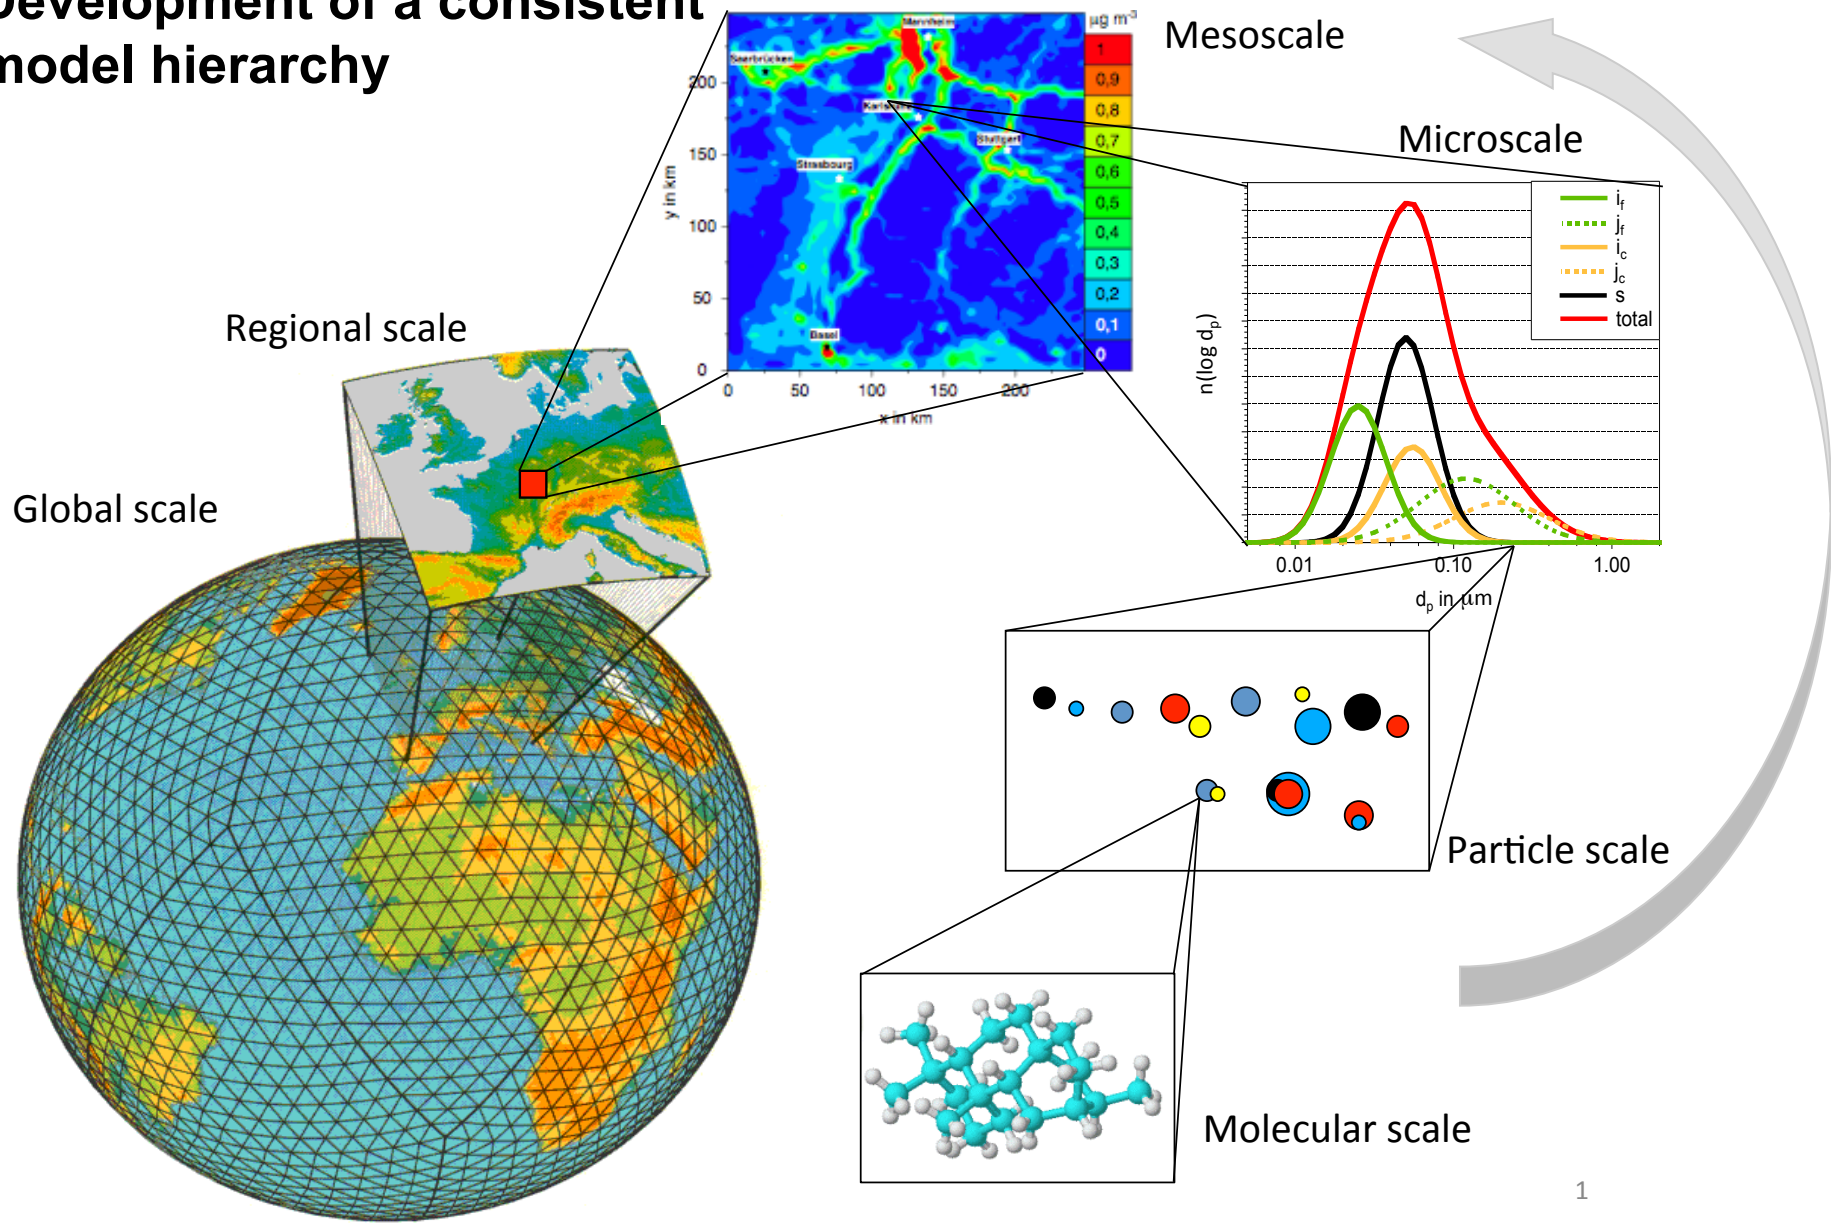 Development of a consistent
model hierarchy
Mesoscale
Microscale
Regional scale
Global scale
Particle scale
Molecular scale
µg m⁻³
1
0,9
0,8
0,7
0,6
0,5
0,4
0,3
0,2
0,1
0
Mannheim
Saarbrücken
Karlsruhe
Stuttgart
Strasbourg
Basel
y in km
200
150
100
50
0
0 50 100 150 200
x in km
n(log dp)
if
jf
ic
jc
s
total
0.01 0.10 1.00
dp in µm
1